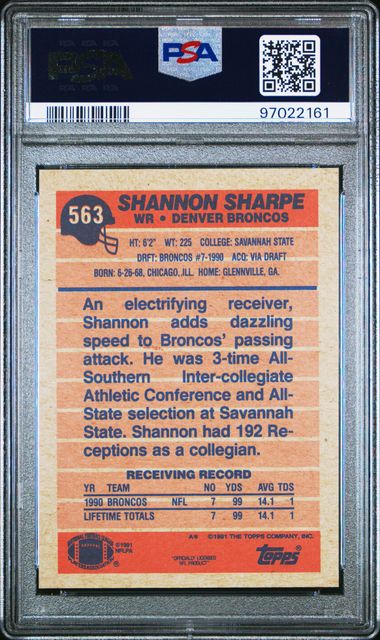 PSA
PSA
97022161
563
SHANNON SHARPE
WR • DENVER BRONCOS
HT: 6'2" WT: 225 COLLEGE: SAVANNAH STATE
DRFT: BRONCOS #7-1990 ACQ: VIA DRAFT
BORN: 6-26-68, CHICAGO, ILL. HOME: GLENNVILLE, GA.
An electrifying receiver,
Shannon adds dazzling
speed to Broncos' passing
attack. He was 3-time All-
Southern Inter-collegiate
Athletic Conference and All-
State selection at Savannah
State. Shannon had 192 Re-
ceptions as a collegian.
RECEIVING RECORD
YR TEAM NO YDS AVG TDS
1990 BRONCOS NFL 7 99 14.1 1
LIFETIME TOTALS 7 99 14.1 1
A* ©1991 THE TOPPS COMPANY, INC.
©1991
NFLPA
"OFFICIALLY LICENSED
NFL PRODUCT"
Topps